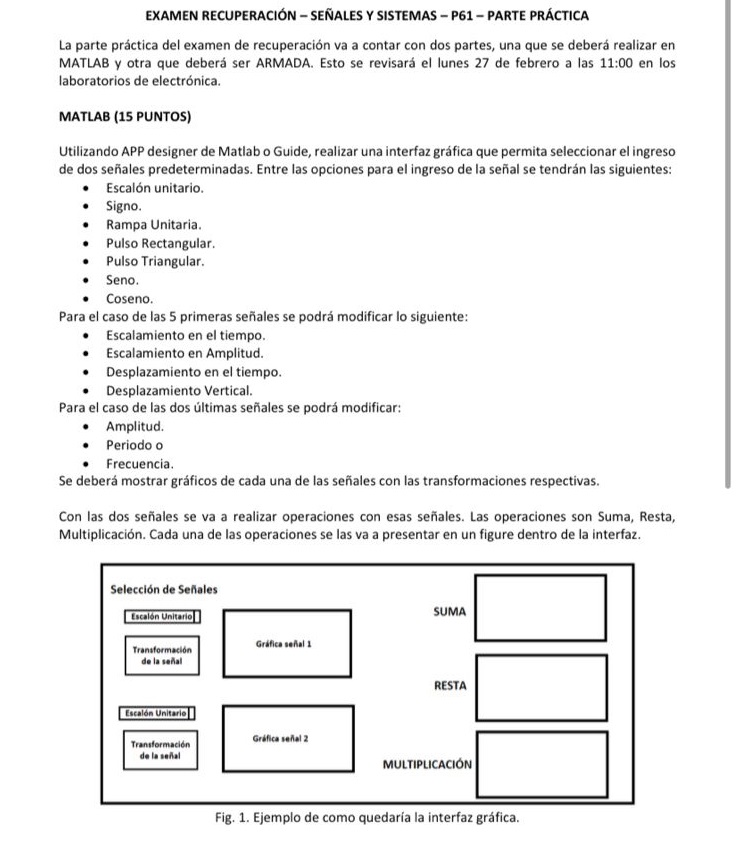 EXAMEN RECUPERACIÓN – SEÑALES Y SISTEMAS – P61 – PARTE PRÁCTICA
La parte práctica del examen de recuperación va a contar con dos partes, una que se deberá realizar en
MATLAB y otra que deberá ser ARMADA. Esto se revisará el lunes 27 de febrero a las 11:00 en los
laboratorios de electrónica.
MATLAB (15 PUNTOS)
Utilizando APP designer de Matlab o Guide, realizar una interfaz gráfica que permita seleccionar el ingreso
de dos señales predeterminadas. Entre las opciones para el ingreso de la señal se tendrán las siguientes:
• Escalón unitario.
• Signo.
• Rampa Unitaria.
• Pulso Rectangular.
• Pulso Triangular.
• Seno.
• Coseno.
Para el caso de las 5 primeras señales se podrá modificar lo siguiente:
• Escalamiento en el tiempo.
• Escalamiento en Amplitud.
• Desplazamiento en el tiempo.
• Desplazamiento Vertical.
Para el caso de las dos últimas señales se podrá modificar:
• Amplitud.
• Periodo o
• Frecuencia.
Se deberá mostrar gráficos de cada una de las señales con las transformaciones respectivas.
Con las dos señales se va a realizar operaciones con esas señales. Las operaciones son Suma, Resta,
Multiplicación. Cada una de las operaciones se las va a presentar en un figure dentro de la interfaz.
Selección de Señales
Escalón Unitario
SUMA
Transformación
de la señal
Gráfica señal 1
RESTA
Escalón Unitario
Transformación
de la señal
Gráfica señal 2
MULTIPLICACIÓN
Fig. 1. Ejemplo de como quedaría la interfaz gráfica.